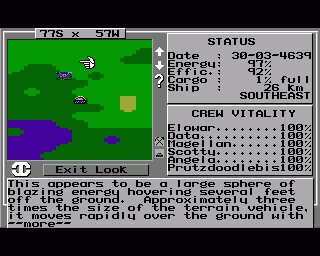 77S x 57W
STATUS
Date : 30-03-4639
Energy: 97%
Effic.: 92%
Cargo : 1% full
Ship : 26 Km
SOUTHEAST
?
CREW VITALITY
Elowar.......100%
Data.........100%
Magellan.....100%
Scotty.......100%
Angela.......100%
Prutzdoodlebis100%
Exit Look
This appears to be a large sphere of
blazing energy hovering several feet
off the ground. Approximately three
times the size of the terrain vehicle,
it moves rapidly over the ground with
--more--